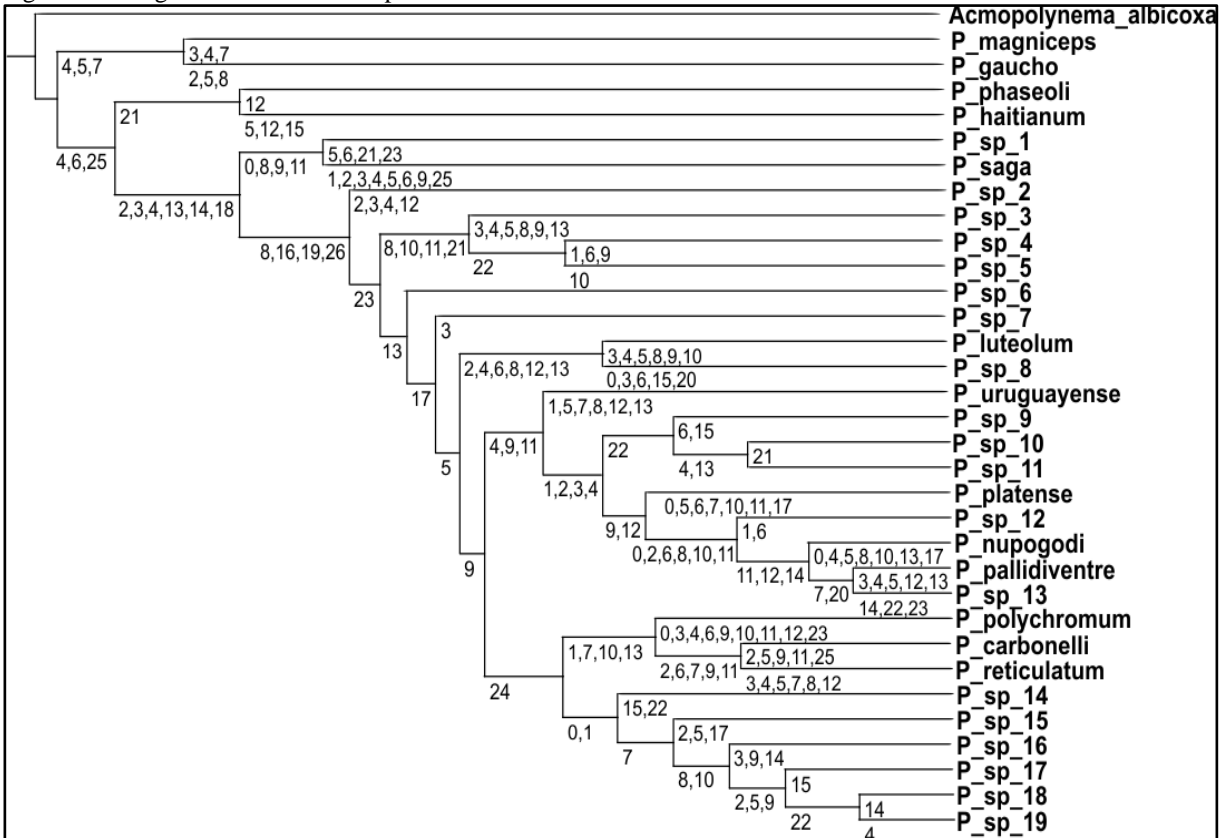 Acmopolynema_albicoxa
P_magniceps
4,5,7
3,4,7
P_gaucho
2,5,8
P_phaseoli
21
12
P_haitianum
5,12,15
P_sp_1
4,6,25
0,8,9,11
5,6,21,23
P_saga
1,2,3,4,5,6,9,25
P_sp_2
2,3,4,13,14,18
2,3,4,12
P_sp_3
3,4,5,8,9,13
P_sp_4
8,16,19,26
8,10,11,21
1,6,9
P_sp_5
22
10
P_sp_6
23
P_sp_7
3
13
P_luteolum
2,4,6,8,12,13
3,4,5,8,9,10
P_sp_8
0,3,6,15,20
17
P_uruguayense
1,5,7,8,12,13
P_sp_9
6,15
4,9,11
22
P_sp_10
21
5
4,13
P_sp_11
1,2,3,4
P_platense
0,5,6,7,10,11,17
P_sp_12
9,12
1,6
P_nupogodi
0,2,6,8,10,11
0,4,5,8,10,13,17
P_pallidiventre
9
11,12,14
3,4,5,12,13
7,20
P_sp_13
14,22,23
P_polychromum
0,3,4,6,9,10,11,12,23
1,7,10,13
P_carbonelli
2,5,9,11,25
2,6,7,9,11
P_reticulatum
3,4,5,7,8,12
24
P_sp_14
15,22
P_sp_15
0,1
2,5,17
P_sp_16
7
3,9,14
P_sp_17
8,10
15
P_sp_18
2,5,9
14
22
P_sp_19
4